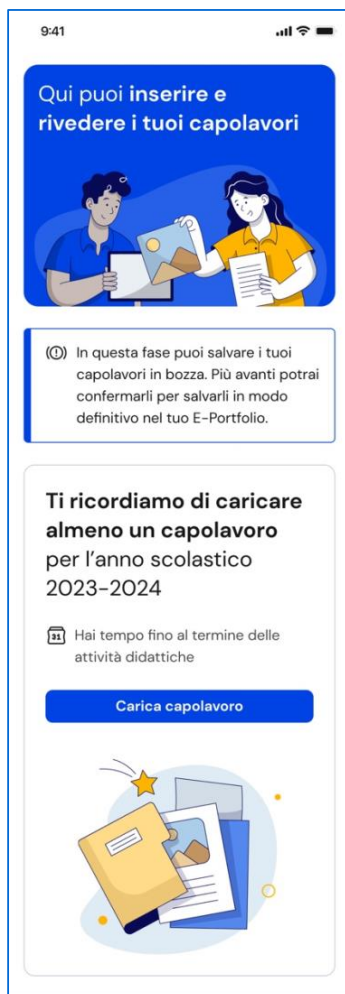 9:41
Qui puoi inserire e
rivedere i tuoi capolavori
In questa fase puoi salvare i tuoi
capolavori in bozza. Più avanti potrai
confermarli per salvarli in modo
definitivo nel tuo E-Portfolio.
Ti ricordiamo di caricare
almeno un capolavoro
per l’anno scolastico
2023-2024
31
Hai tempo fino al termine delle
attività didattiche
Carica capolavoro